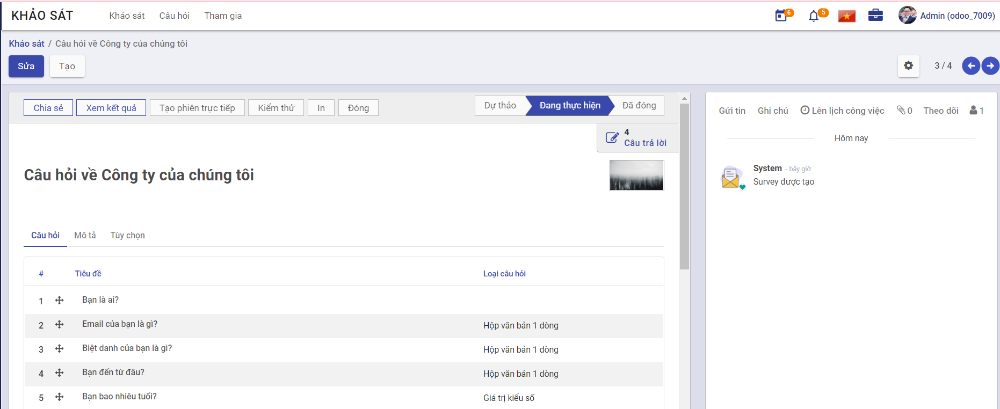 KHẢO SÁT Khảo sát Câu hỏi Tham gia 6 5 Admin (odoo_7009)
Khảo sát / Câu hỏi về Công ty của chúng tôi
Sửa Tạo 3 / 4
Chia sẻ Xem kết quả Tạo phiên trực tiếp Kiểm thử In Đóng Dự thảo Đang thực hiện Đã đóng
4
Câu trả lời
Câu hỏi về Công ty của chúng tôi
Câu hỏi Mô tả Tùy chọn
# Tiêu đề Loại câu hỏi
1 Bạn là ai?
2 Email của bạn là gì? Hộp văn bản 1 dòng
3 Biệt danh của bạn là gì? Hộp văn bản 1 dòng
4 Bạn đến từ đâu? Hộp văn bản 1 dòng
5 Bạn bao nhiêu tuổi? Giá trị kiểu số
Gửi tin Ghi chú Lên lịch công việc 0 Theo dõi 1
Hôm nay
System - bây giờ
Survey được tạo